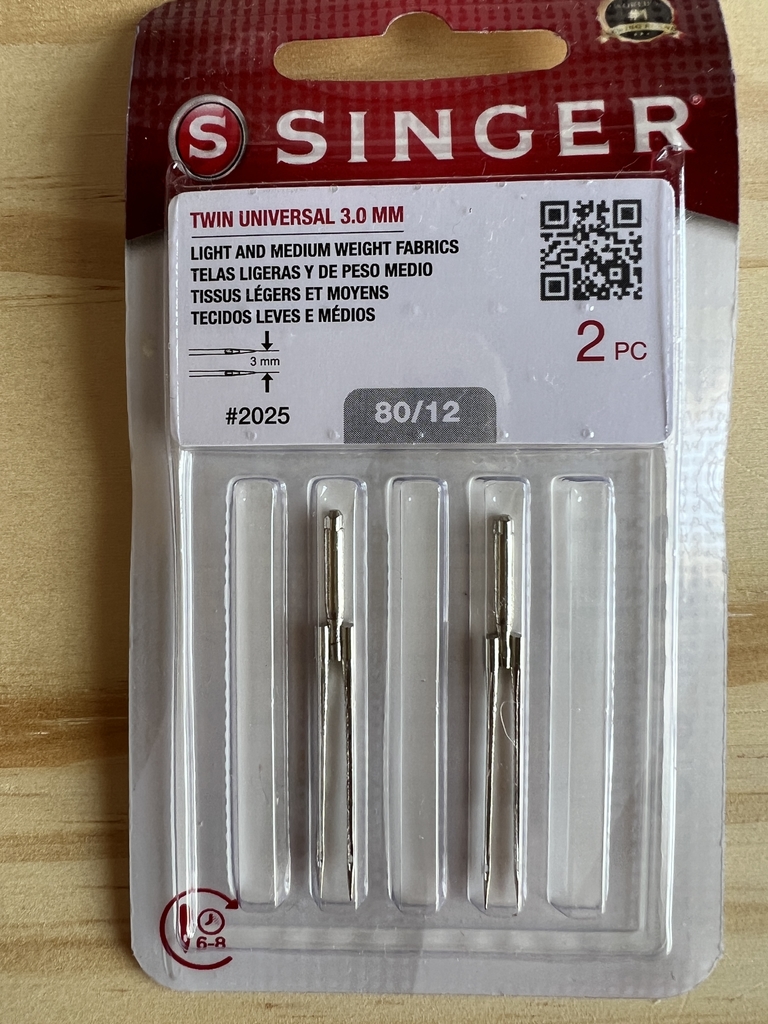 S SINGER®
TWIN UNIVERSAL 3.0 MM
LIGHT AND MEDIUM WEIGHT FABRICS
TELAS LIGERAS Y DE PESO MEDIO
TISSUS LÉGERS ET MOYENS
TECIDOS LEVES E MÉDIOS
3 mm
2 PC
#2025
80/12
6-8